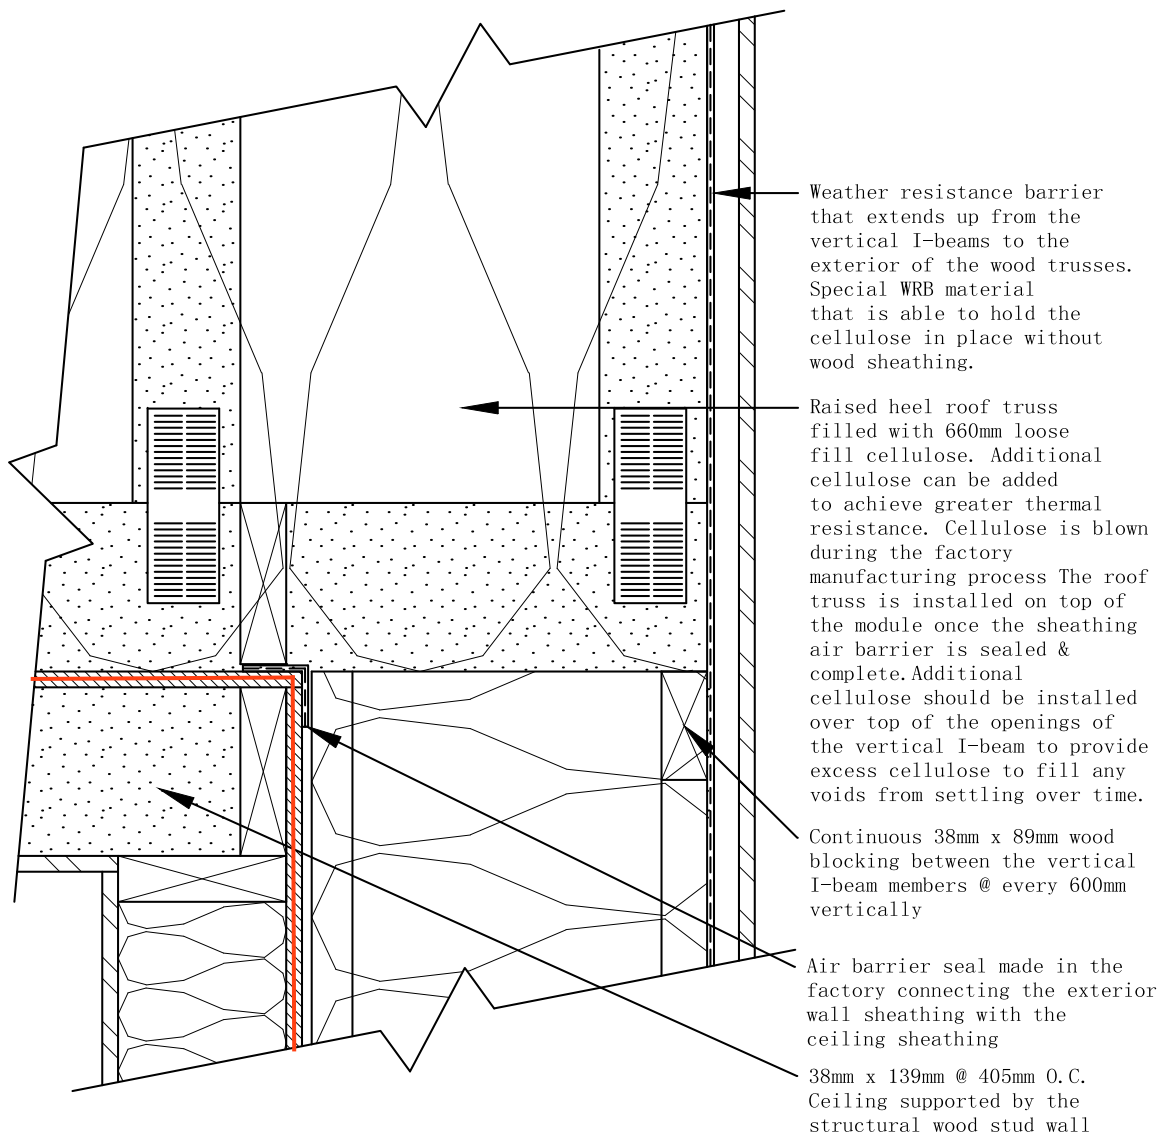 Weather resistance barrier
that extends up from the
vertical I-beams to the
exterior of the wood trusses.
Special WRB material
that is able to hold the
cellulose in place without
wood sheathing.
Raised heel roof truss
filled with 660mm loose
fill cellulose. Additional
cellulose can be added
to achieve greater thermal
resistance. Cellulose is blown
during the factory
manufacturing process The roof
truss is installed on top of
the module once the sheathing
air barrier is sealed &
complete.Additional
cellulose should be installed
over top of the openings of
the vertical I-beam to provide
excess cellulose to fill any
voids from settling over time.
Continuous 38mm x 89mm wood
blocking between the vertical
I-beam members @ every 600mm
vertically
Air barrier seal made in the
factory connecting the exterior
wall sheathing with the
ceiling sheathing
38mm x 139mm @ 405mm O.C.
Ceiling supported by the
structural wood stud wall